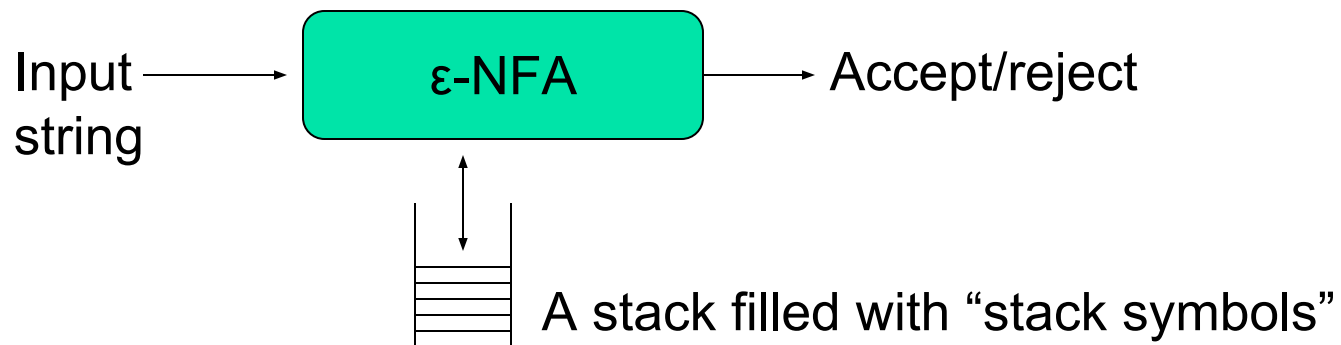 Input
string
ε-NFA
Accept/reject
A stack filled with “stack symbols”